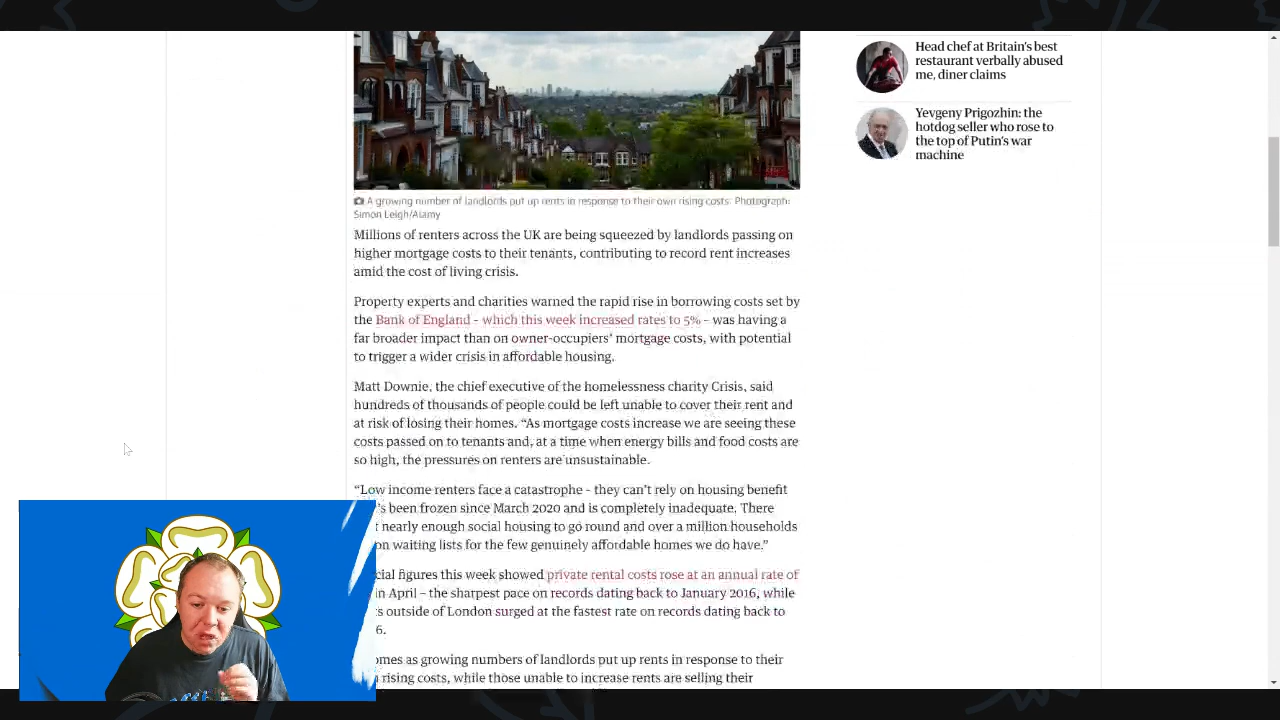 Head chef at Britain's best
restaurant verbally abused
me, diner claims
Yevgeny Prigozhin: the
hotdog seller who rose to
the top of Putin's war
machine
A growing number of landlords put up rents in response to their own rising costs. Photograph:
Simon Leigh/Alamy
Millions of renters across the UK are being squeezed by landlords passing on
higher mortgage costs to their tenants, contributing to record rent increases
amid the cost of living crisis.
Property experts and charities warned the rapid rise in borrowing costs set by
the Bank of England – which this week increased rates to 5% – was having a
far broader impact than on owner-occupiers' mortgage costs, with potential
to trigger a wider crisis in affordable housing.
Matt Downie, the chief executive of the homelessness charity Crisis, said
hundreds of thousands of people could be left unable to cover their rent and
at risk of losing their homes. “As mortgage costs increase we are seeing these
costs passed on to tenants and, at a time when energy bills and food costs are
so high, the pressures on renters are unsustainable.
“Low income renters face a catastrophe – they can't rely on housing benefit
's been frozen since March 2020 and is completely inadequate. There
nearly enough social housing to go round and over a million households
on waiting lists for the few genuinely affordable homes we do have.”
cial figures this week showed private rental costs rose at an annual rate of
in April – the sharpest pace on records dating back to January 2016, while
s outside of London surged at the fastest rate on records dating back to
6.
omes as growing numbers of landlords put up rents in response to their
rising costs, while those unable to increase rents are selling their